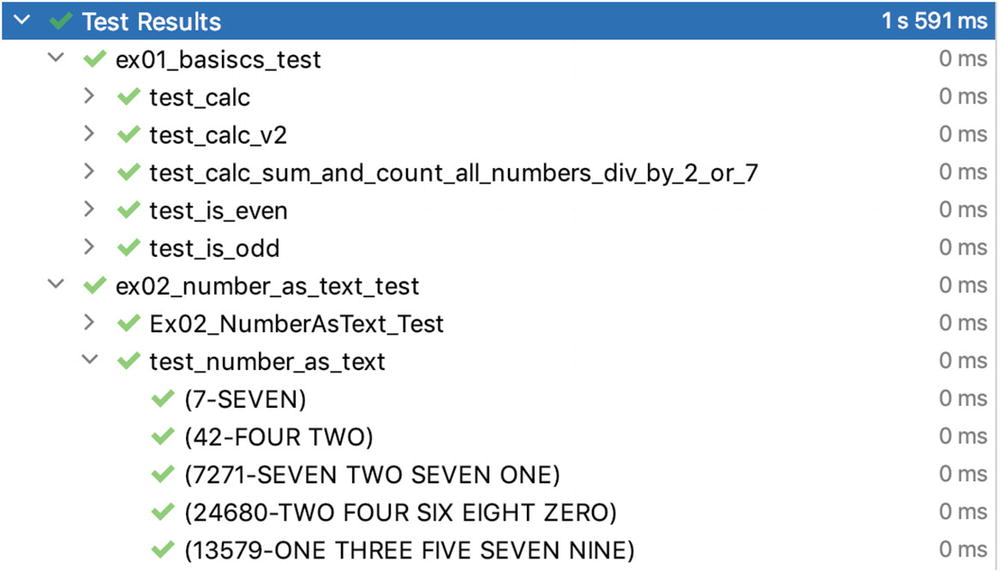 Test Results 1 s 591 ms
ex01_basiscs_test 0 ms
test_calc 0 ms
test_calc_v2 0 ms
test_calc_sum_and_count_all_numbers_div_by_2_or_7 0 ms
test_is_even 0 ms
test_is_odd 0 ms
ex02_number_as_text_test 0 ms
Ex02_NumberAsText_Test 0 ms
test_number_as_text 0 ms
(7-SEVEN) 0 ms
(42-FOUR TWO) 0 ms
(7271-SEVEN TWO SEVEN ONE) 0 ms
(24680-TWO FOUR SIX EIGHT ZERO) 0 ms
(13579-ONE THREE FIVE SEVEN NINE) 0 ms